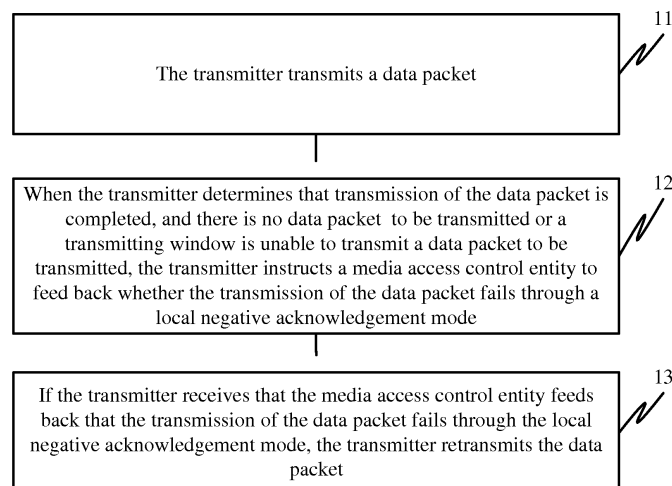 11
The transmitter transmits a data packet
12
When the transmitter determines that transmission of the data packet is
completed, and there is no data packet to be transmitted or a
transmitting window is unable to transmit a data packet to be
transmitted, the transmitter instructs a media access control entity to
feed back whether the transmission of the data packet fails through a
local negative acknowledgement mode
13
If the transmitter receives that the media access control entity feeds
back that the transmission of the data packet fails through the local
negative acknowledgement mode, the transmitter retransmits the data
packet